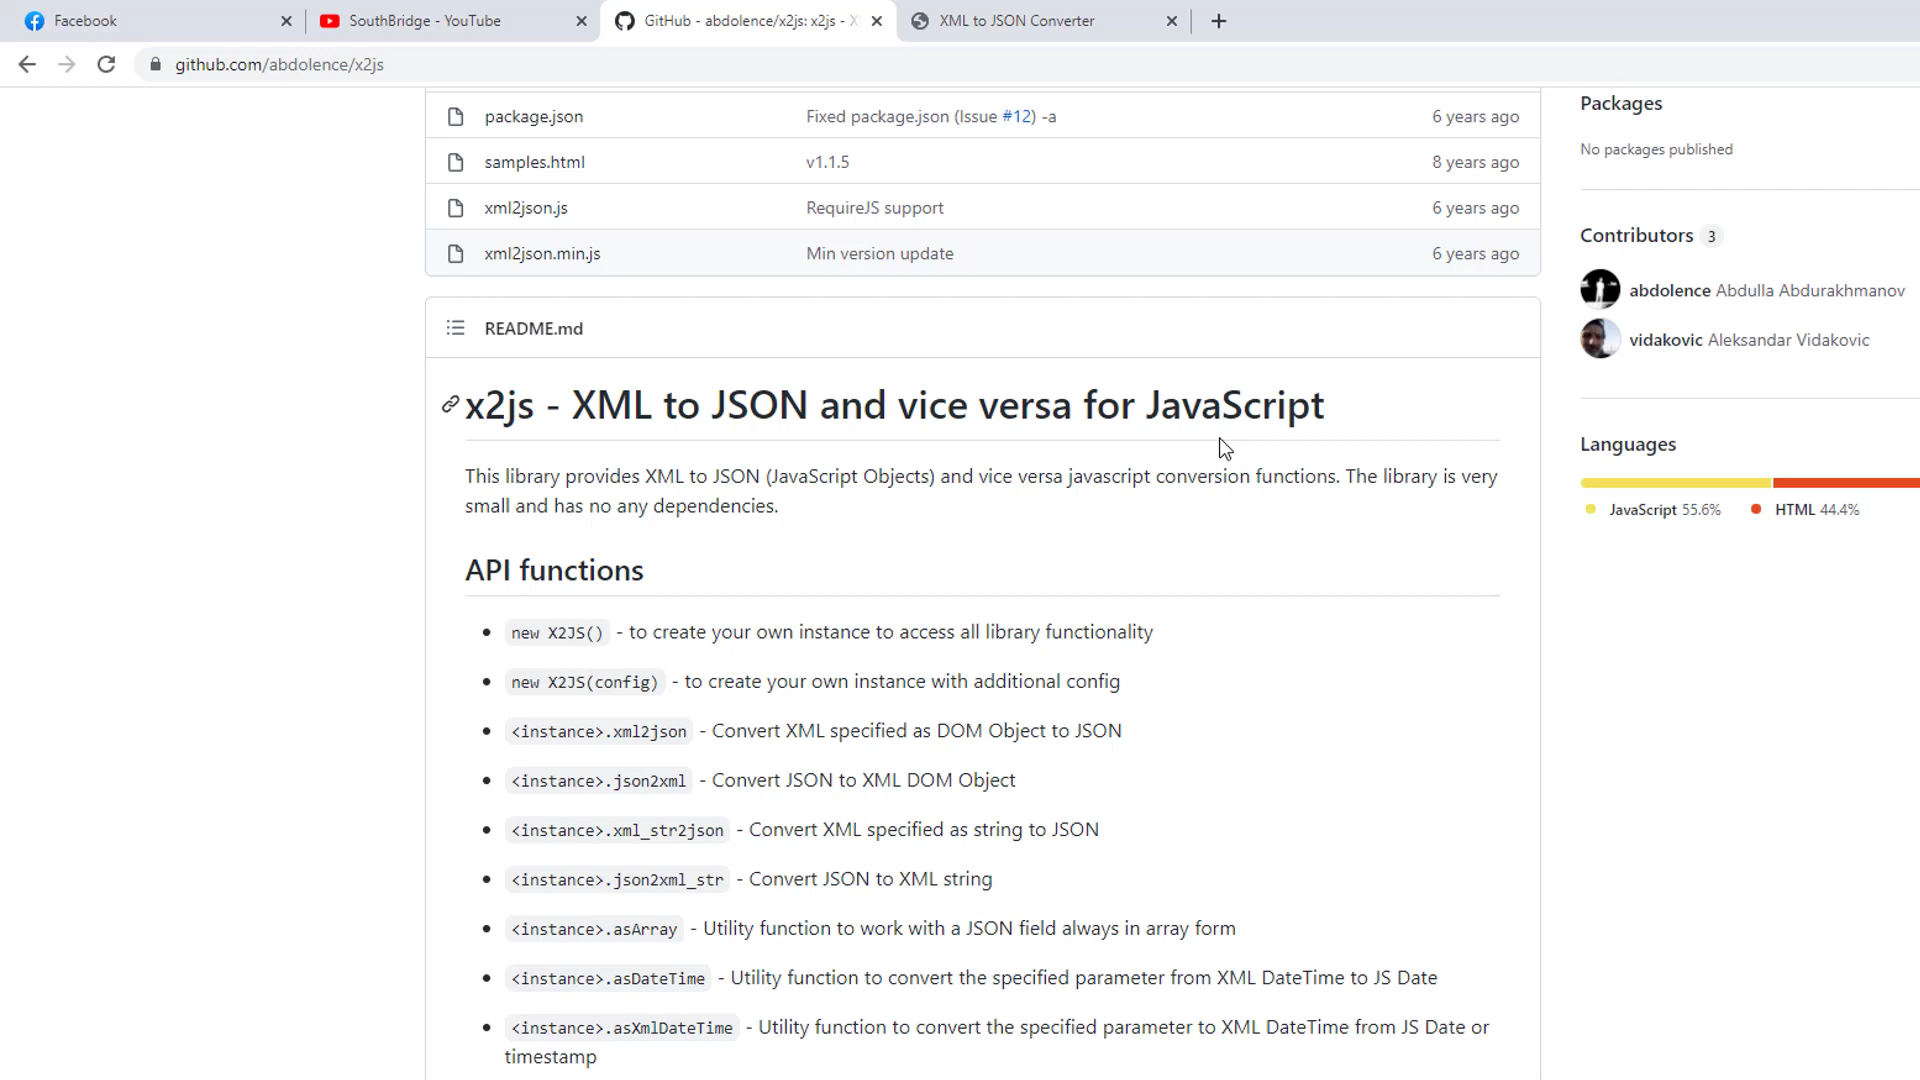 Facebook
SouthBridge - YouTube
GitHub - abdolence/x2js: x2js - X
XML to JSON Converter
github.com/abdolence/x2js
package.json Fixed package.json (Issue #12) -a 6 years ago
samples.html v1.1.5 8 years ago
xml2json.js RequireJS support 6 years ago
xml2json.min.js Min version update 6 years ago
README.md
x2js - XML to JSON and vice versa for JavaScript
This library provides XML to JSON (JavaScript Objects) and vice versa javascript conversion functions. The library is very
small and has no any dependencies.
API functions
new X2JS() - to create your own instance to access all library functionality
new X2JS(config) - to create your own instance with additional config
<instance>.xml2json - Convert XML specified as DOM Object to JSON
<instance>.json2xml - Convert JSON to XML DOM Object
<instance>.xml_str2json - Convert XML specified as string to JSON
<instance>.json2xml_str - Convert JSON to XML string
<instance>.asArray - Utility function to work with a JSON field always in array form
<instance>.asDateTime - Utility function to convert the specified parameter from XML DateTime to JS Date
<instance>.asXmlDateTime - Utility function to convert the specified parameter to XML DateTime from JS Date or
timestamp
Packages
No packages published
Contributors 3
abdolence Abdulla Abdurakhmanov
vidakovic Aleksandar Vidakovic
Languages
JavaScript 55.6% HTML 44.4%